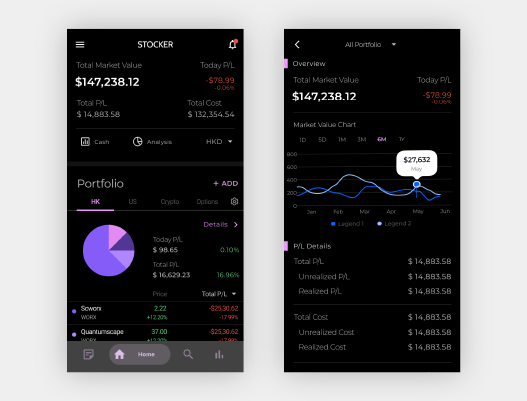 STOCKER
Total Market Value Today P/L
$147,238.12 -$78.99
-0.06%
Total P/L Total Cost
$ 14,883.58 $ 132,354.54
Cash Analysis HKD
Portfolio + ADD
HK US Crypto Options
Details
Today P/L
$ 98.65 0.10%
Total P/L
$ 16,629.23 16.96%
Price Total P/L
Soworx 2.22 -$25,30.62
WORX +12.20% -17.99%
Quantumscape 37.00 -$25,30.62
WORX +12.20% -17.99%
Home
All Portfolio
Overview
Total Market Value Today P/L
$147,238.12 -$78.99
-0.06%
Market Value Chart
1D 5D 1M 3M 6M 1Y
$27,632
May
800
600
400
200
0
Jan Feb Mar Apr May Jun
Legend 1 Legend 2
P/L Details
Total P/L $ 14,883.58
Unrealized P/L $ 14,883.58
Realized P/L $ 14,883.58
Total Cost $ 14,883.58
Unrealized Cost $ 14,883.58
Realized Cost $ 14,883.58